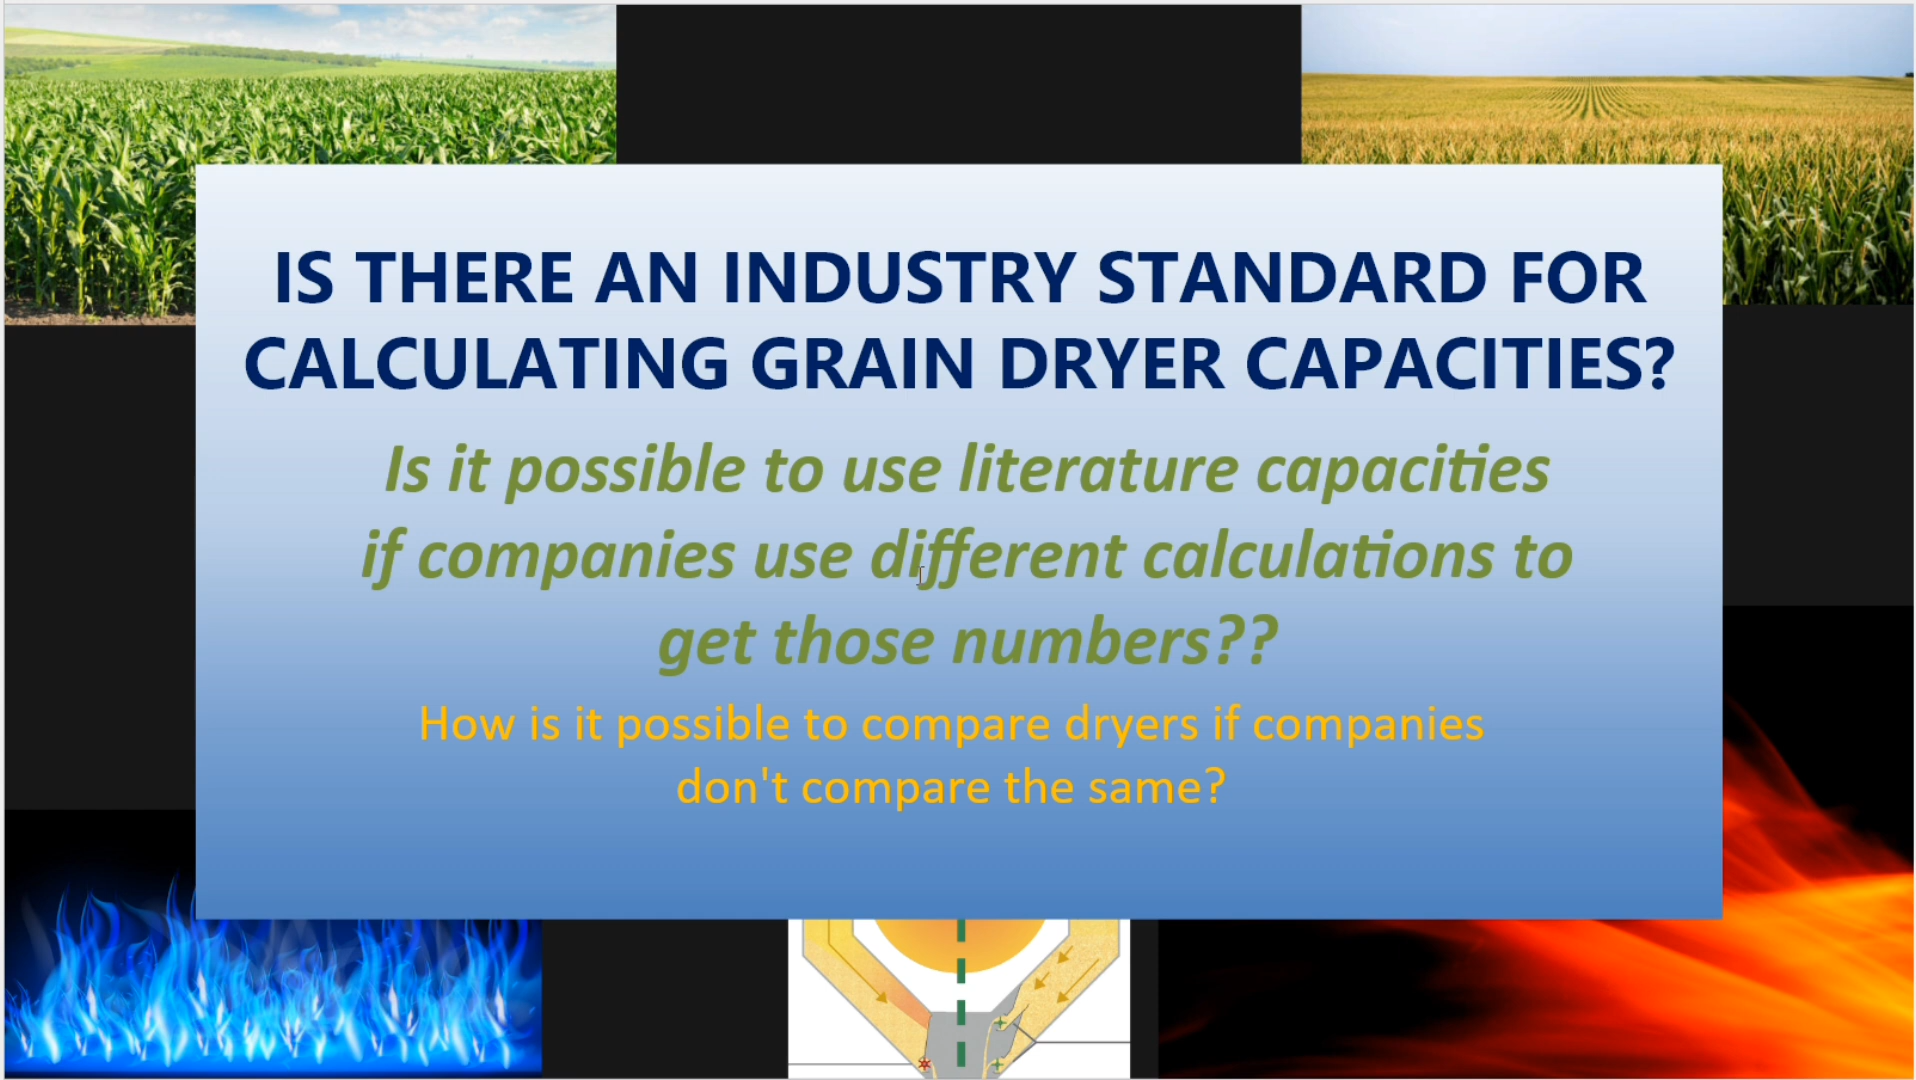 IS THERE AN INDUSTRY STANDARD FOR
CALCULATING GRAIN DRYER CAPACITIES?
Is it possible to use literature capacities
if companies use different calculations to
get those numbers??
How is it possible to compare dryers if companies
don't compare the same?